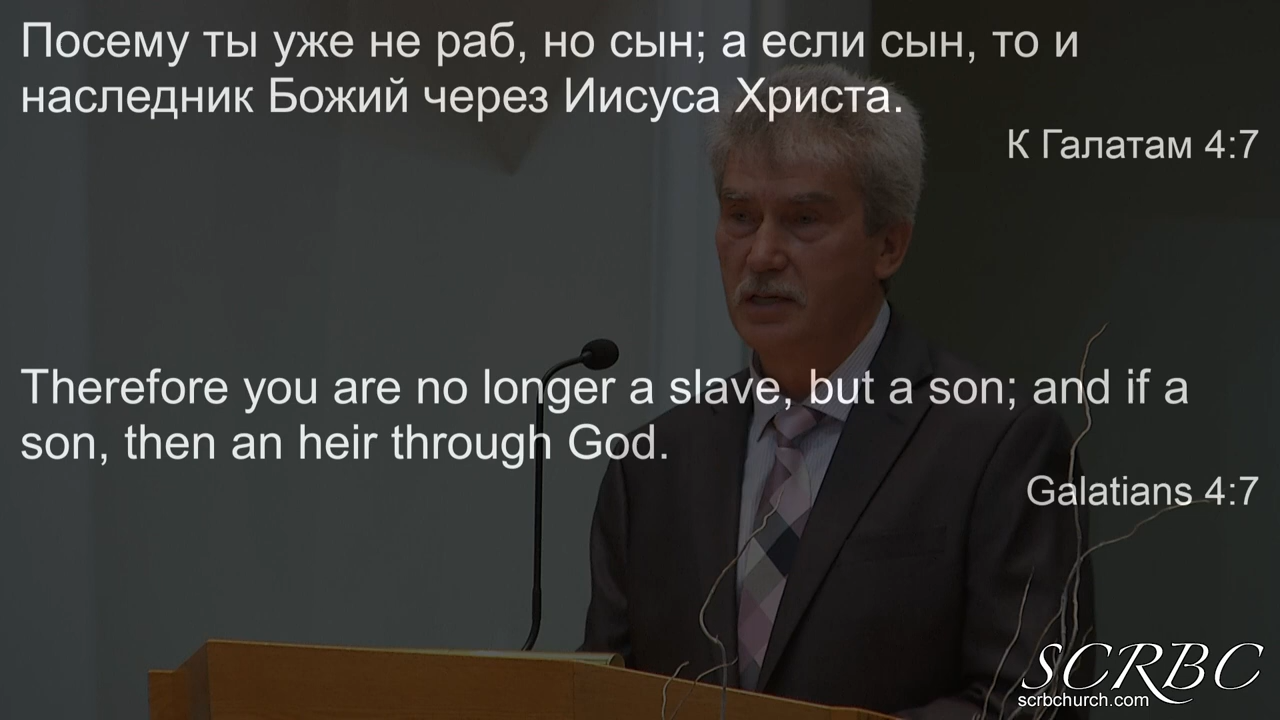 Посему ты уже не раб, но сын; а если сын, то и
наследник Божий через Иисуса Христа.
К Галатам 4:7
Therefore you are no longer a slave, but a son; and if a
son, then an heir through God.
Galatians 4:7
SCRBC
scrbchurch.com